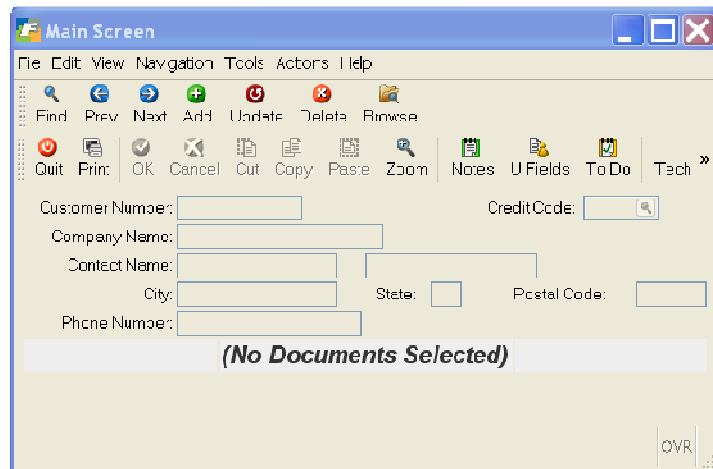 Main Screen
File Edit View Navigation Tools Actions Help
Find Prev Next Add Update Delete Browse
Quit Print OK Cancel Cut Copy Paste Zoom Notes U Fields To Do Tech »
Customer Number: Credit Code:
Company Name:
Contact Name:
City: State: Postal Code:
Phone Number:
(No Documents Selected)
OVR